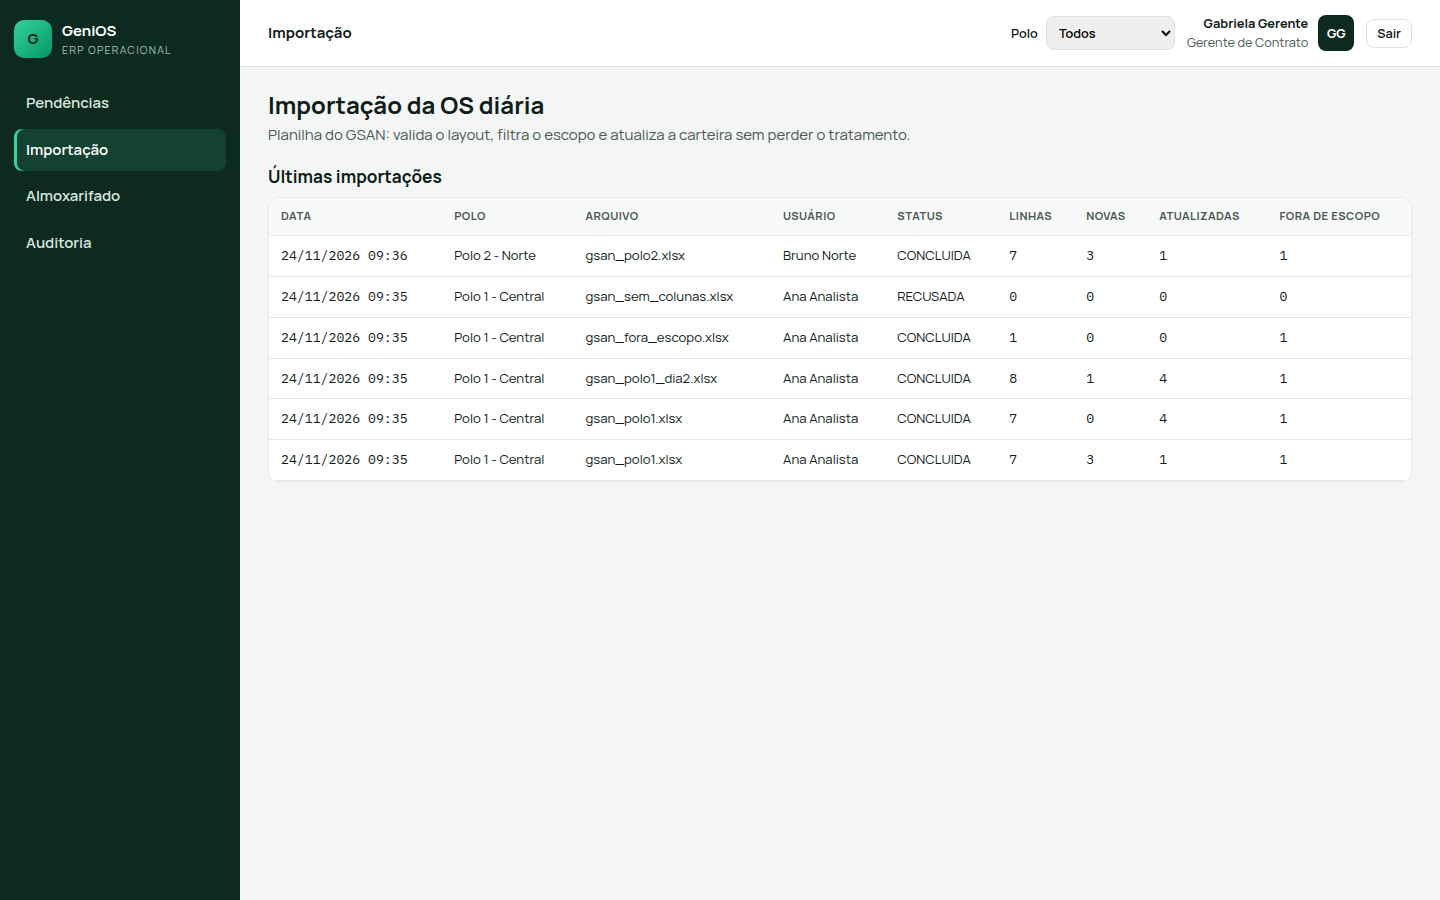 G
GeniOS
ERP OPERACIONAL
Pendências
Importação
Almoxarifado
Auditoria
Importação
Polo Todos
Gabriela Gerente
Gerente de Contrato
GG
Sair
Importação da OS diária
Planilha do GSAN: valida o layout, filtra o escopo e atualiza a carteira sem perder o tratamento.
Últimas importações
DATA POLO ARQUIVO USUÁRIO STATUS LINHAS NOVAS ATUALIZADAS FORA DE ESCOPO
24/11/2026 09:36 Polo 2 - Norte gsan_polo2.xlsx Bruno Norte CONCLUIDA 7 3 1 1
24/11/2026 09:35 Polo 1 - Central gsan_sem_colunas.xlsx Ana Analista RECUSADA 0 0 0 0
24/11/2026 09:35 Polo 1 - Central gsan_fora_escopo.xlsx Ana Analista CONCLUIDA 1 0 0 1
24/11/2026 09:35 Polo 1 - Central gsan_polo1_dia2.xlsx Ana Analista CONCLUIDA 8 1 4 1
24/11/2026 09:35 Polo 1 - Central gsan_polo1.xlsx Ana Analista CONCLUIDA 7 0 4 1
24/11/2026 09:35 Polo 1 - Central gsan_polo1.xlsx Ana Analista CONCLUIDA 7 3 1 1